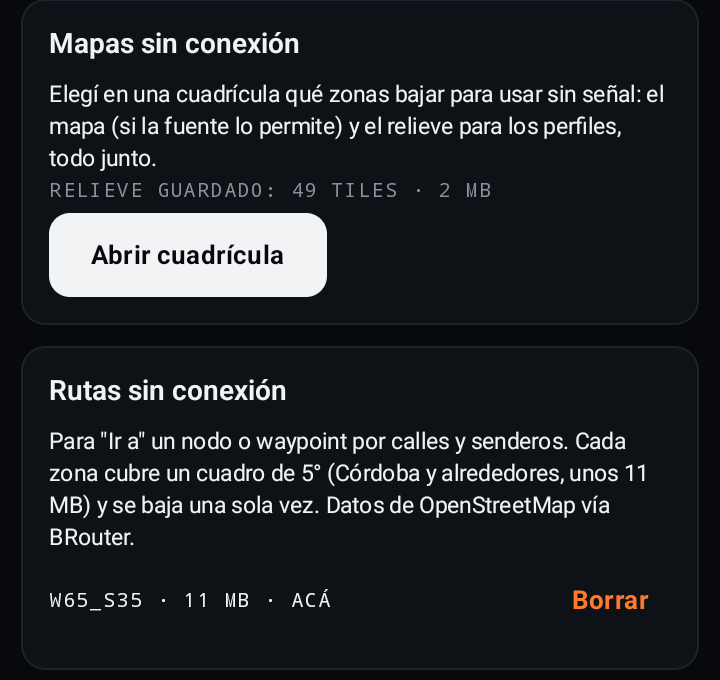 Mapas sin conexión
Elegí en una cuadrícula qué zonas bajar para usar sin señal: el
mapa (si la fuente lo permite) y el relieve para los perfiles,
todo junto.
RELIEVE GUARDADO: 49 TILES · 2 MB
Abrir cuadrícula
Rutas sin conexión
Para "Ir a" un nodo o waypoint por calles y senderos. Cada
zona cubre un cuadro de 5° (Córdoba y alrededores, unos 11
MB) y se baja una sola vez. Datos de OpenStreetMap vía
BRouter.
W65_S35 · 11 MB · ACÁ
Borrar